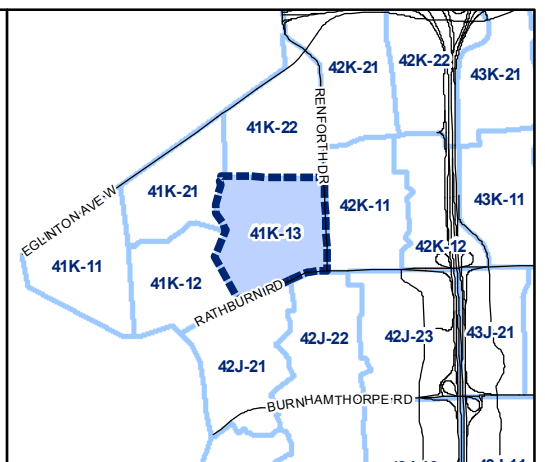 42K-21
42K-22
43K-21
RENFORTH DR
41K-22
EGLINTON AVE W
41K-21
42K-11
43K-11
41K-13
42K-12
41K-11
41K-12
RATHBURN RD
42J-22
42J-23
43J-21
42J-21
BURNHAMTHORPE RD